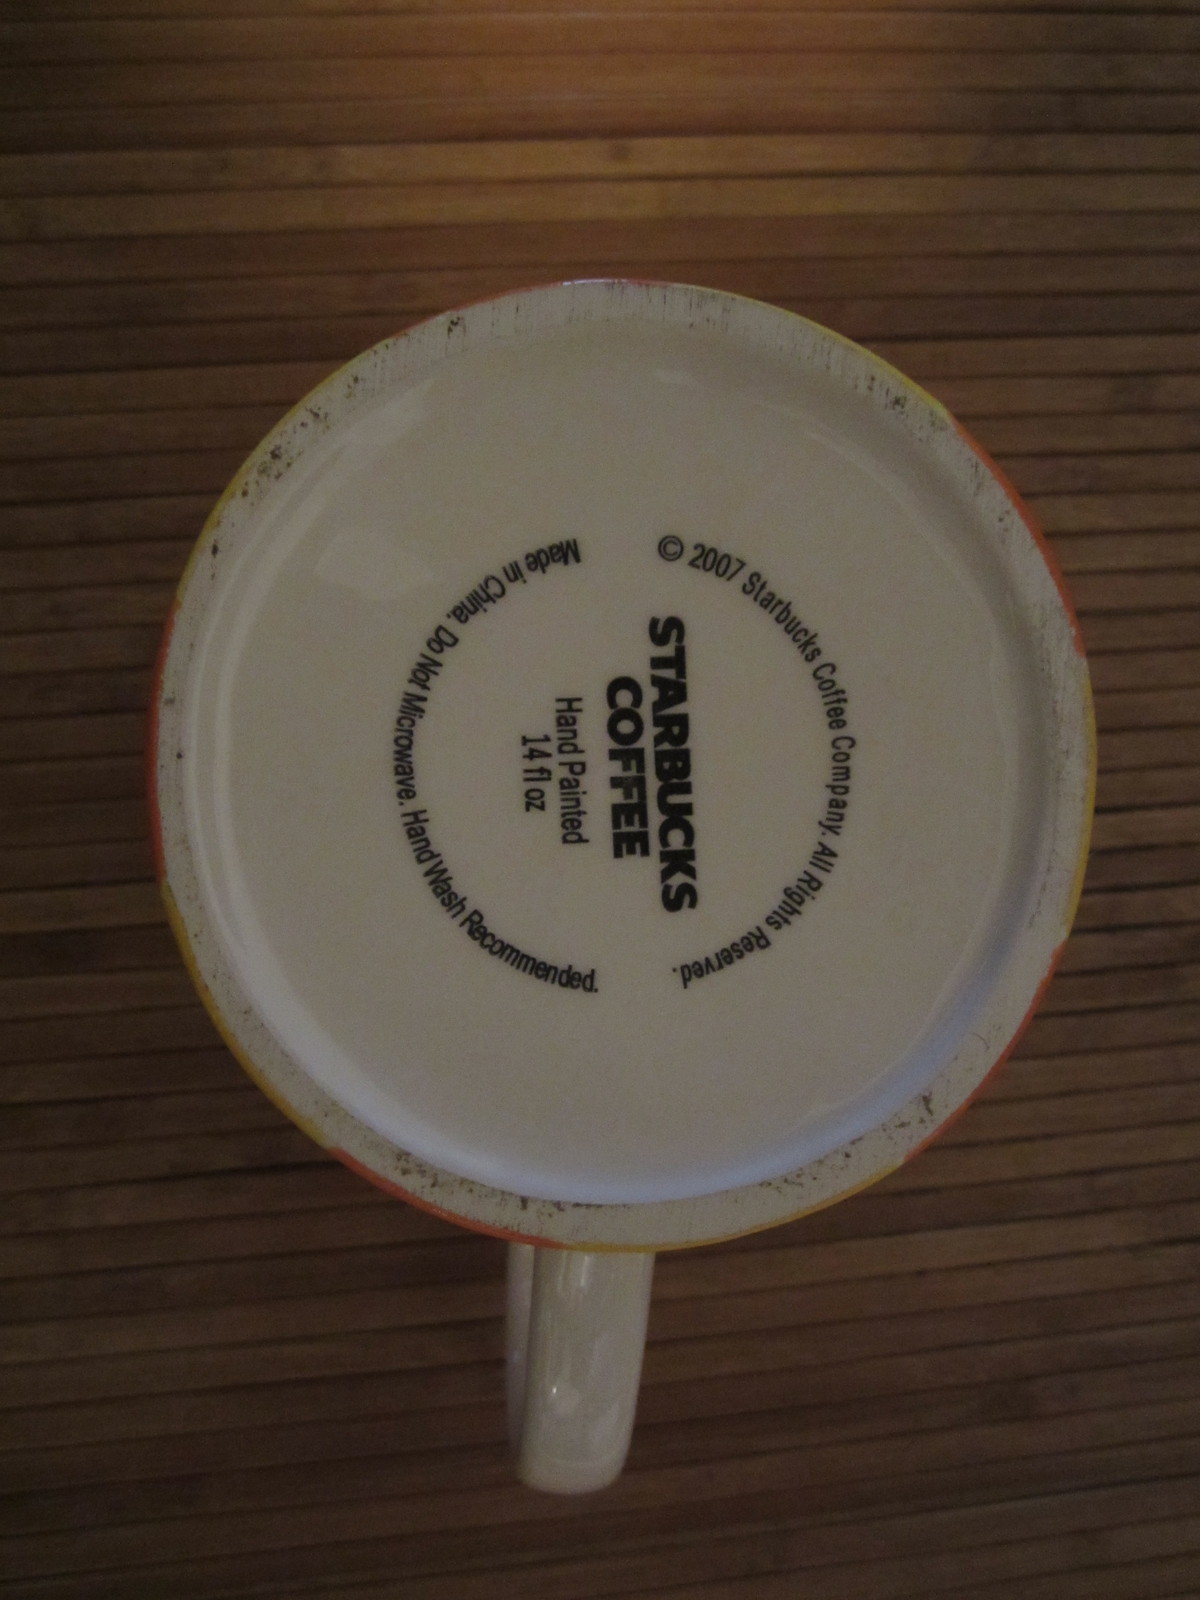 © 2007 Starbucks Coffee Company. All Rights Reserved.
STARBUCKS
COFFEE
Hand Painted
14 fl oz
Made in China. Do Not Microwave. Hand Wash Recommended.